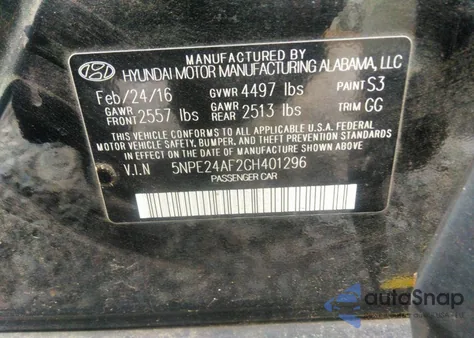 MANUFACTURED BY
HYUNDAI MOTOR MANUFACTURING ALABAMA, LLC
Feb/24/16 GVWR 4497 lbs PAINT S3
GAWR FRONT 2557 lbs GAWR REAR 2513 lbs TRIM GG
THIS VEHICLE CONFORMS TO ALL APPLICABLE U.S.A. FEDERAL
MOTOR VEHICLE SAFETY, BUMPER, AND THEFT PREVENTION
STANDARDS IN EFFECT ON THE DATE OF MANUFACTURE SHOWN ABOVE.
V.I.N 5NPE24AF2GH401296
PASSENGER CAR
autoSnap